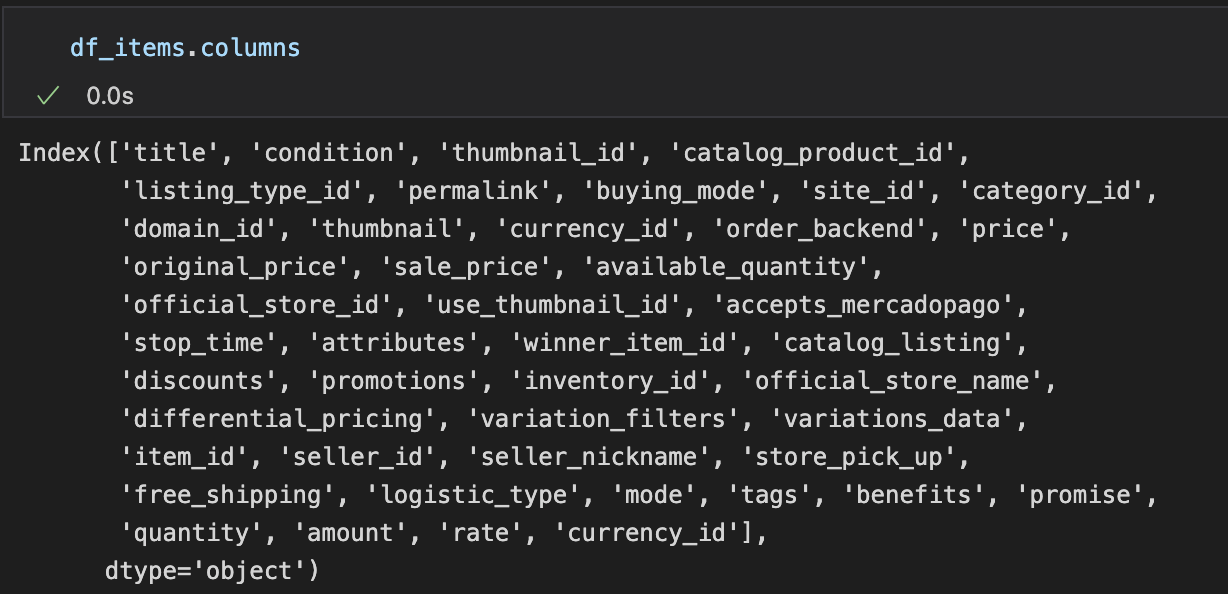 df_items.columns
0.0s
Index(['title', 'condition', 'thumbnail_id', 'catalog_product_id',
'listing_type_id', 'permalink', 'buying_mode', 'site_id', 'category_id',
'domain_id', 'thumbnail', 'currency_id', 'order_backend', 'price',
'original_price', 'sale_price', 'available_quantity',
'official_store_id', 'use_thumbnail_id', 'accepts_mercadopago',
'stop_time', 'attributes', 'winner_item_id', 'catalog_listing',
'discounts', 'promotions', 'inventory_id', 'official_store_name',
'differential_pricing', 'variation_filters', 'variations_data',
'item_id', 'seller_id', 'seller_nickname', 'store_pick_up',
'free_shipping', 'logistic_type', 'mode', 'tags', 'benefits', 'promise',
'quantity', 'amount', 'rate', 'currency_id'],
dtype='object')